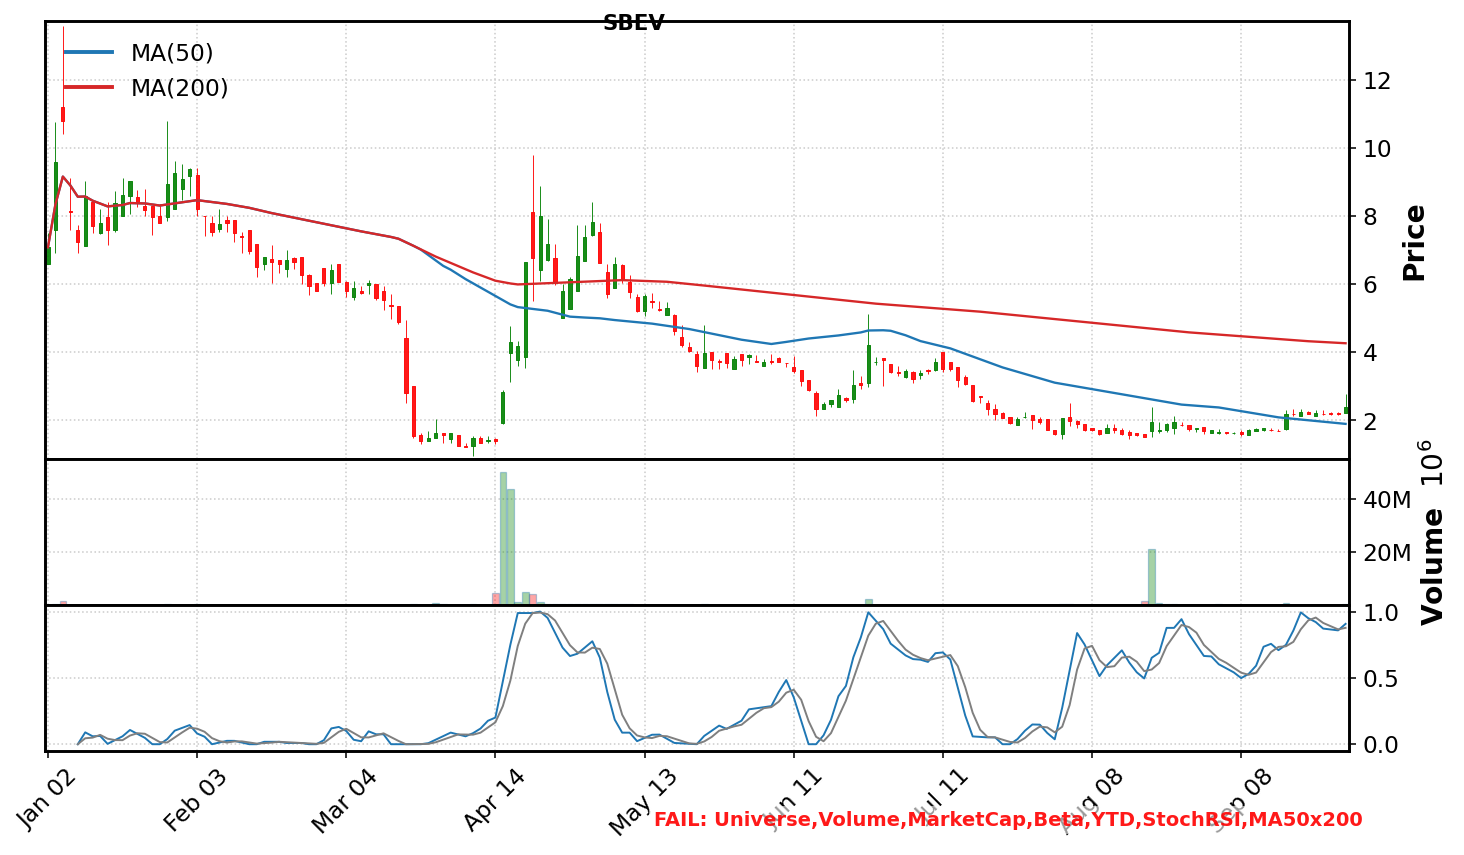 SBEV
MA(50)
MA(200)
12
10
8
6
4
2
Price
40M
20M
Volume 10^6
1.0
0.5
0.0
Jan 02
Feb 03
Mar 04
Apr 14
May 13
Jun 11
Jul 11
Aug 08
Sep 08
FAIL: Universe,Volume,MarketCap,Beta,YTD,StochRSI,MA50x200